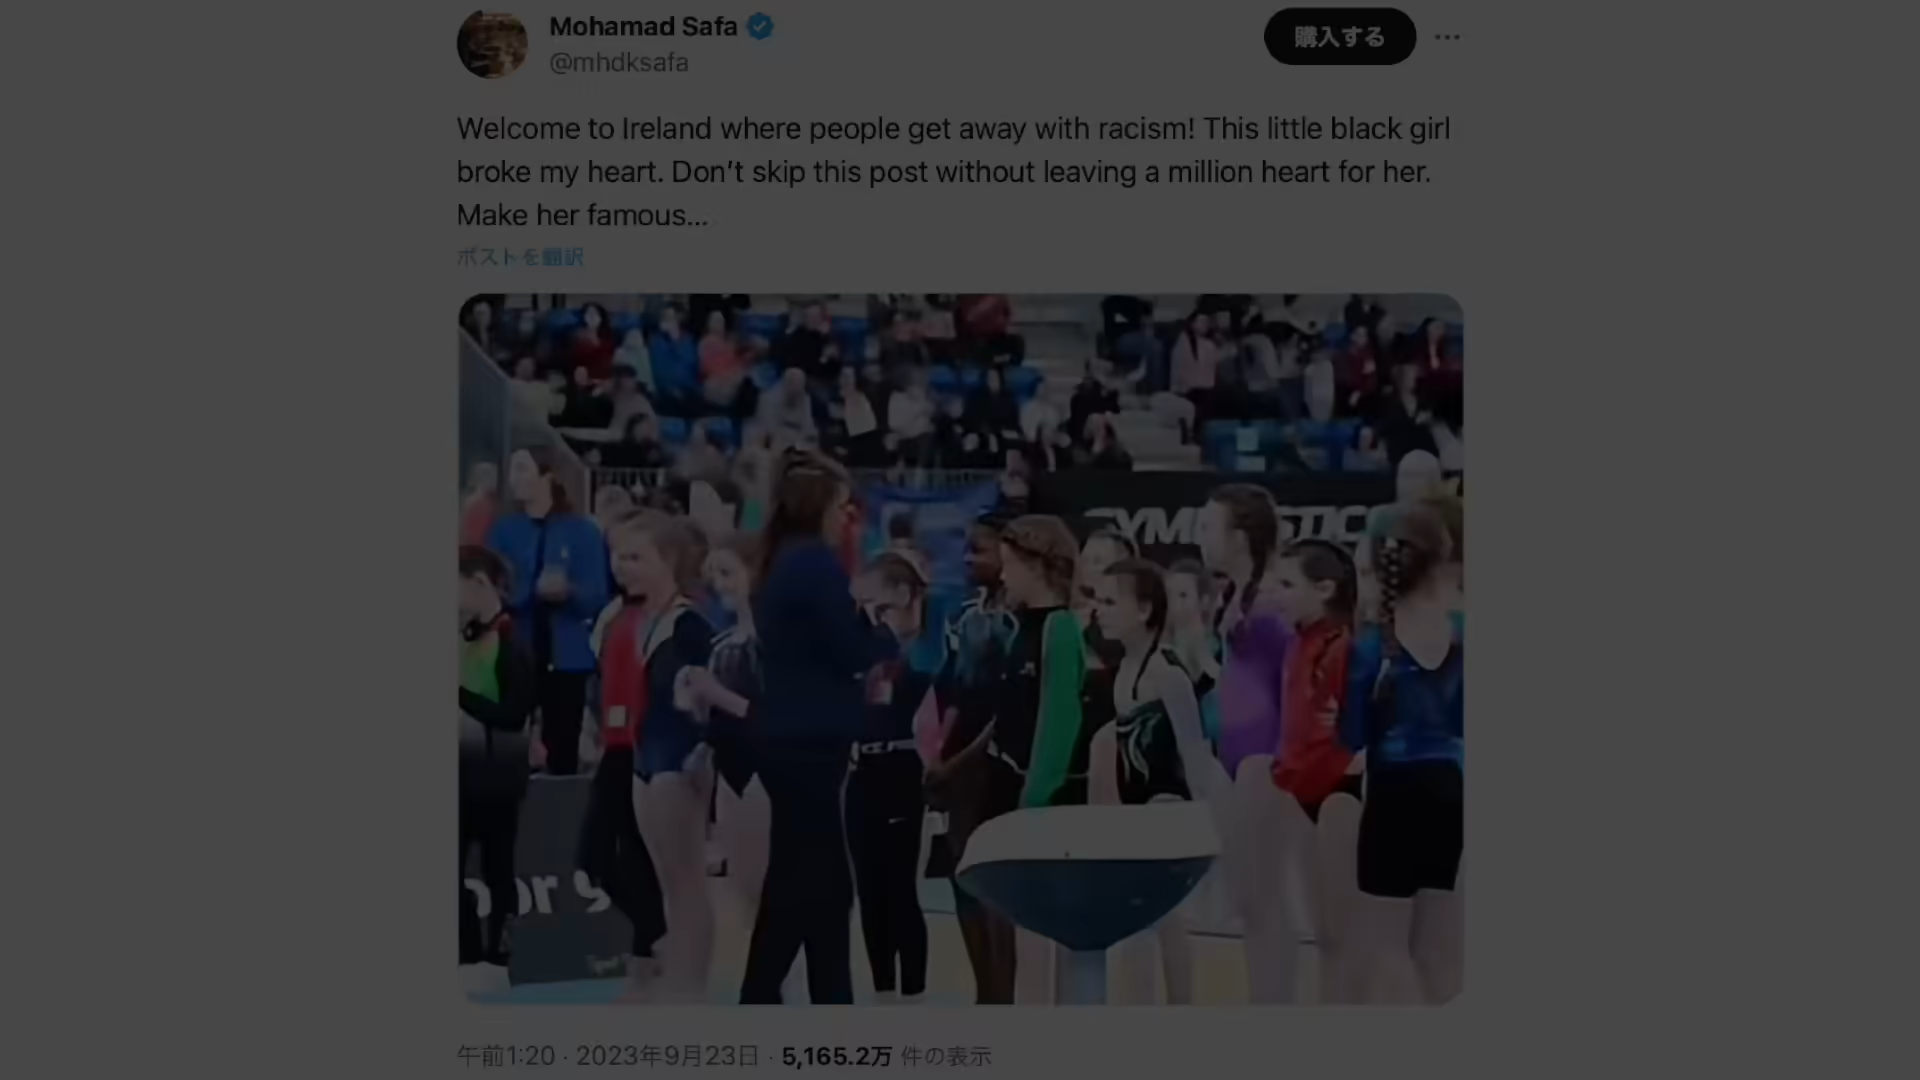 Mohamad Safa
@mhdksafa
購入する
Welcome to Ireland where people get away with racism! This little black girl
broke my heart. Don't skip this post without leaving a million heart for her.
Make her famous...
ポストを翻訳
午前1:20 · 2023年9月23日 · 5,165.2万 件の表示